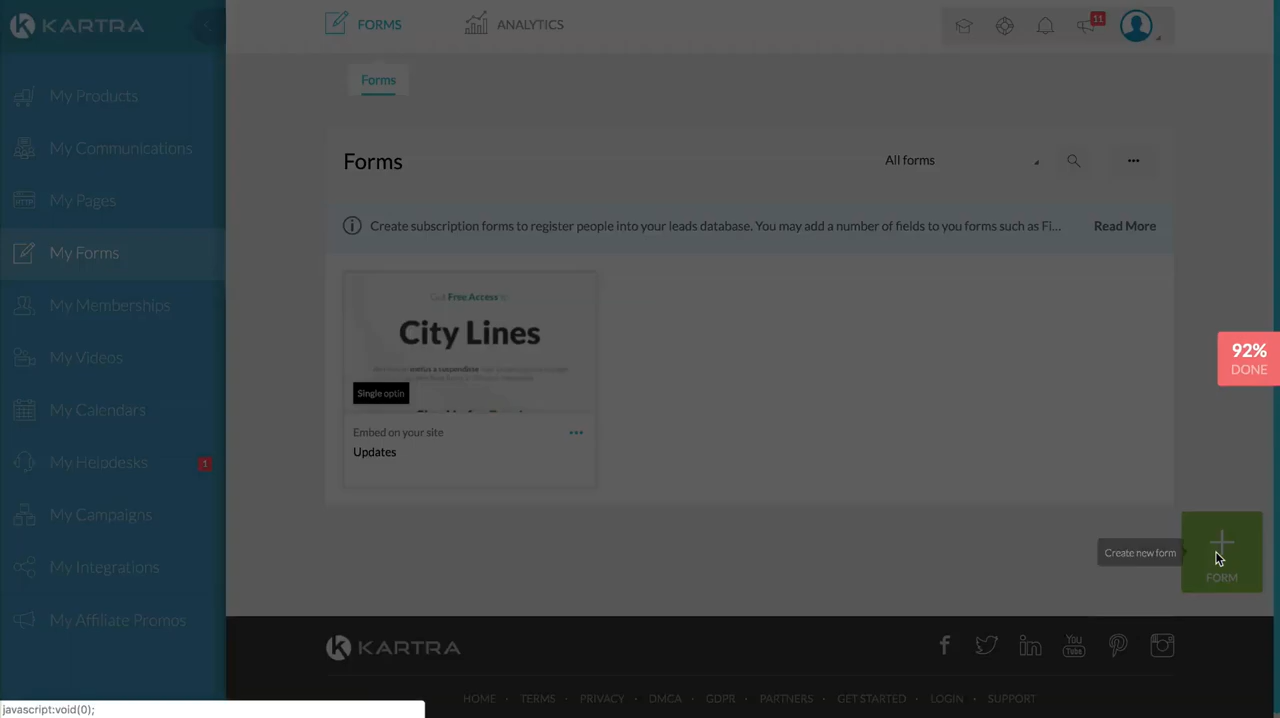 KARTRA
FORMS
ANALYTICS
11
My Products
My Communications
HTTP
My Pages
My Forms
My Memberships
My Videos
My Calendars
My Helpdesks
1
My Campaigns
My Integrations
My Affiliate Promos
Forms
Forms
All forms
Create subscription forms to register people into your leads database. You may add a number of fields to you forms such as Fi...
Read More
Get Free Access to
City Lines
Single optin
Embed on your site
Updates
92%
DONE
Create new form
FORM
KARTRA
You
Tube
HOME · TERMS · PRIVACY · DMCA · GDPR · PARTNERS · GET STARTED · LOGIN · SUPPORT
javascript:void(0);